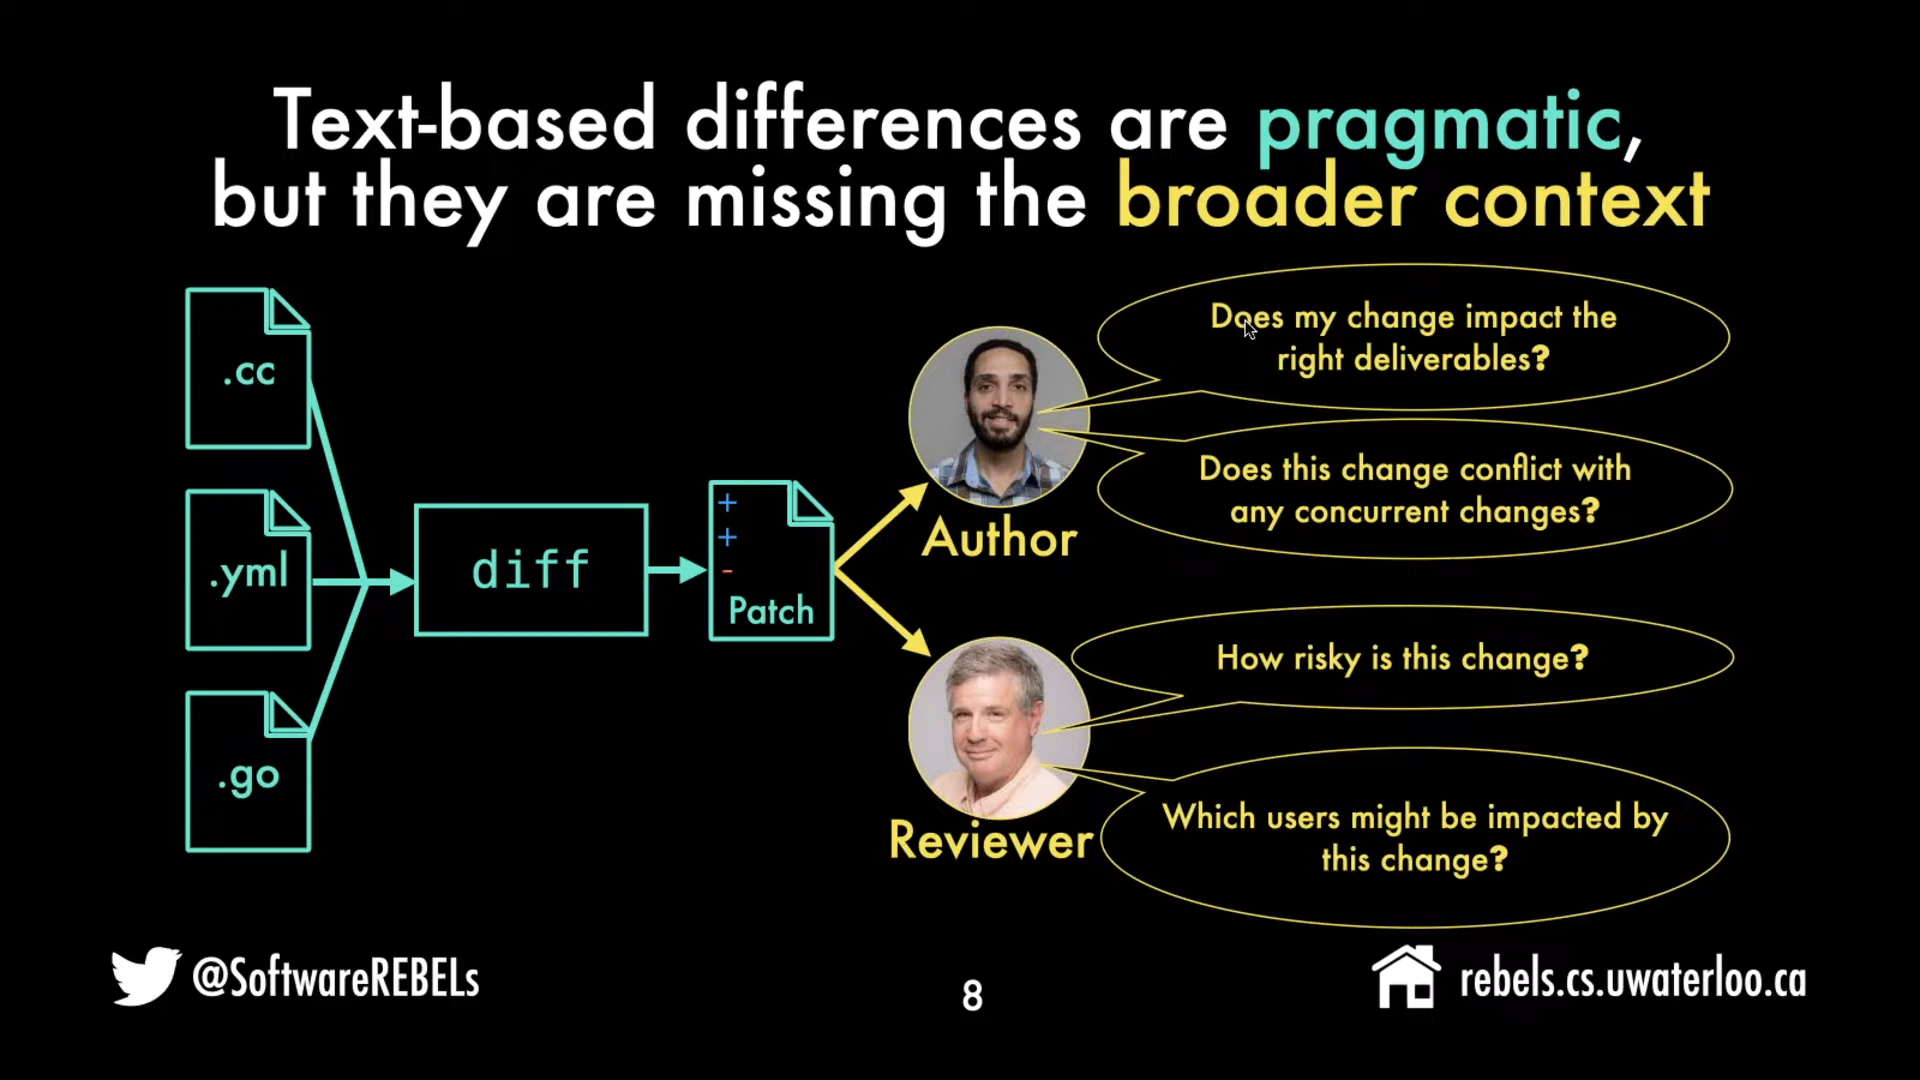 Text-based differences are pragmatic,
but they are missing the broader context
.cc
.yml
.go
diff
+
+
-
Patch
Author
Does my change impact the
right deliverables?
Does this change conflict with
any concurrent changes?
Reviewer
How risky is this change?
Which users might be impacted by
this change?
@SoftwareREBELs
8
rebels.cs.uwaterloo.ca